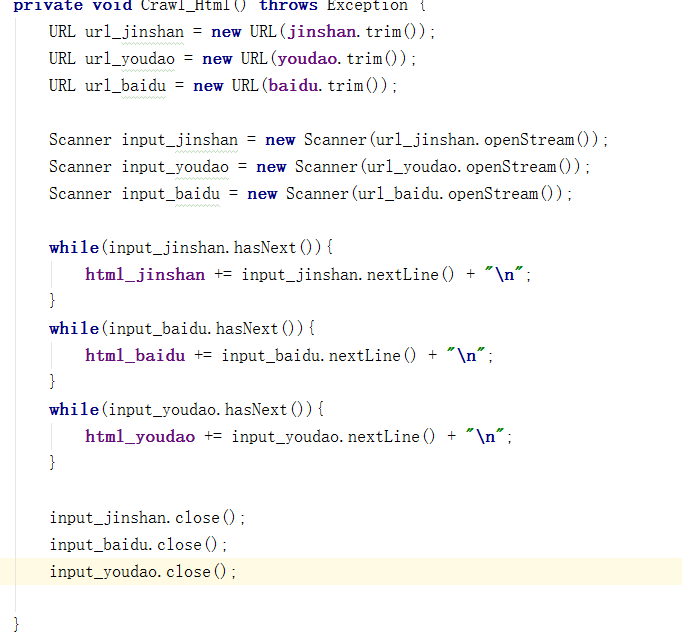 private void Crawl_Html() throws Exception {
URL url_jinshan = new URL(jinshan.trim());
URL url_youdao = new URL(youdao.trim());
URL url_baidu = new URL(baidu.trim());
Scanner input_jinshan = new Scanner(url_jinshan.openStream());
Scanner input_youdao = new Scanner(url_youdao.openStream());
Scanner input_baidu = new Scanner(url_baidu.openStream());
while(input_jinshan.hasNext()){
html_jinshan += input_jinshan.nextLine() + "\n";
}
while(input_baidu.hasNext()){
html_baidu += input_baidu.nextLine() + "\n";
}
while(input_youdao.hasNext()){
html_youdao += input_youdao.nextLine() + "\n";
}
input_jinshan.close();
input_baidu.close();
input_youdao.close();
}